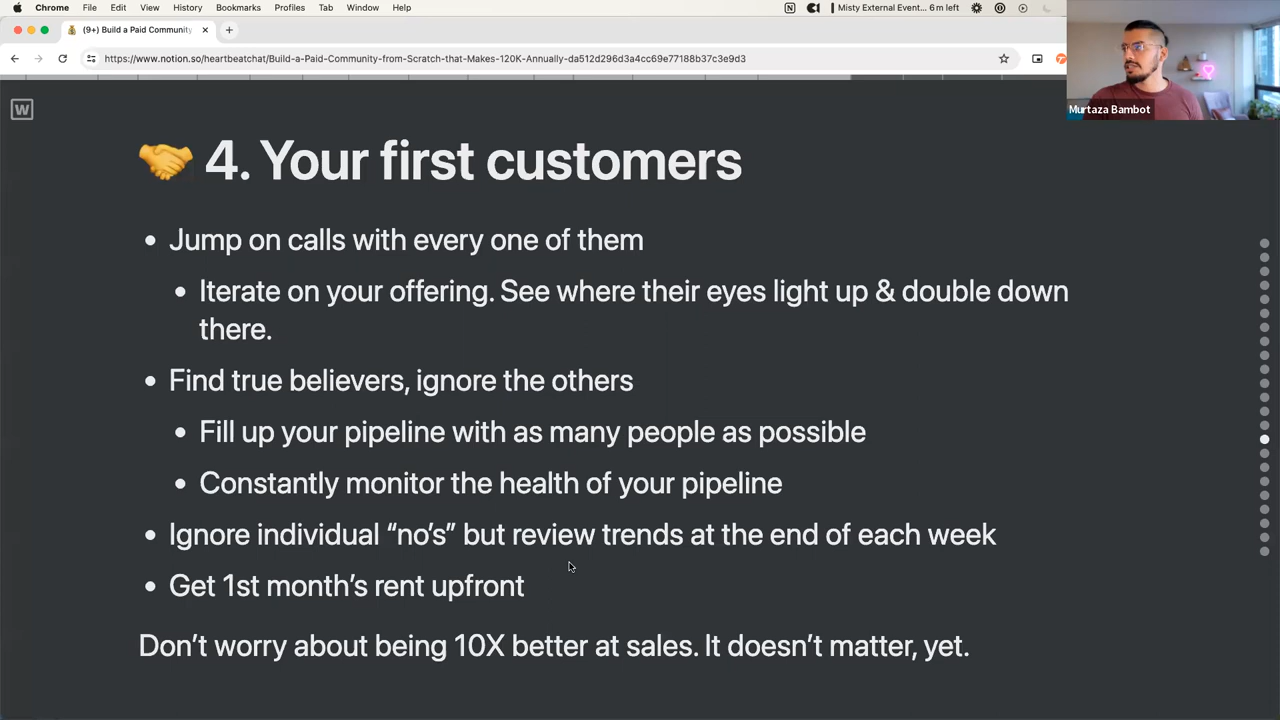 Chrome File Edit View History Bookmarks Profiles Tab Window Help
Misty External Event... 6 m left
(9+) Build a Paid Community
https://www.notion.so/heartbeatchat/Build-a-Paid-Community-from-Scratch-that-Makes-120K-Annually-da512d296d3a4cc69e77188b37c3e9d3
Murtaza Bambot
W
4. Your first customers
• Jump on calls with every one of them
• Iterate on your offering. See where their eyes light up & double down
there.
• Find true believers, ignore the others
• Fill up your pipeline with as many people as possible
• Constantly monitor the health of your pipeline
• Ignore individual “no’s” but review trends at the end of each week
• Get 1st month’s rent upfront
Don’t worry about being 10X better at sales. It doesn’t matter, yet.